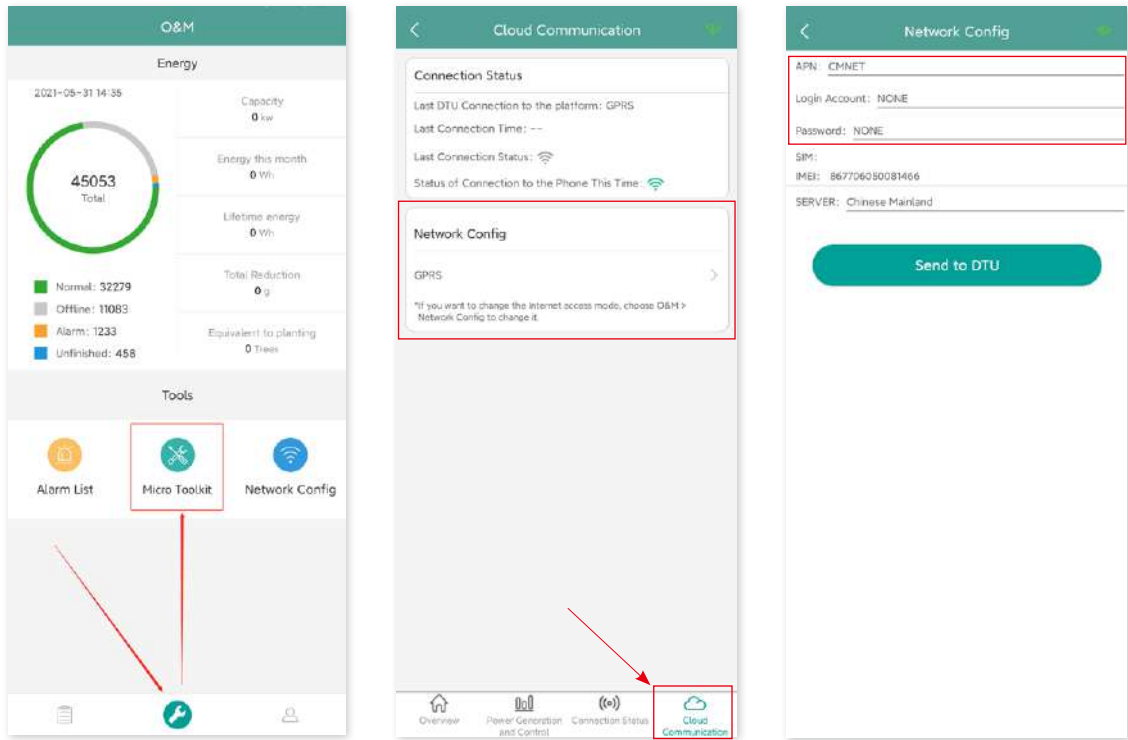 O&M
Energy
2021-05-31 14:35
45053
Total
Normal: 32279
Offline: 11083
Alarm: 1233
Unfinished: 458
Capacity
0 kw
Energy this month
0 Wh
Lifetime energy
0 Wh
Total Reduction
0 g
Equivalent to planting
0 Trees
Tools
Alarm List
Micro Toolkit
Network Config
Cloud Communication
Connection Status
Last DTU Connection to the platform: GPRS
Last Connection Time: --
Last Connection Status:
Status of Connection to the Phone This Time:
Network Config
GPRS
*If you want to change the internet access mode, choose O&M >
Network Config to change it.
Overview
Power Generation
and Control
Connection Status
Cloud
Communication
Network Config
APN: CMNET
Login Account: NONE
Password: NONE
SIM:
IMEI: 867706050081466
SERVER: Chinese Mainland
Send to DTU